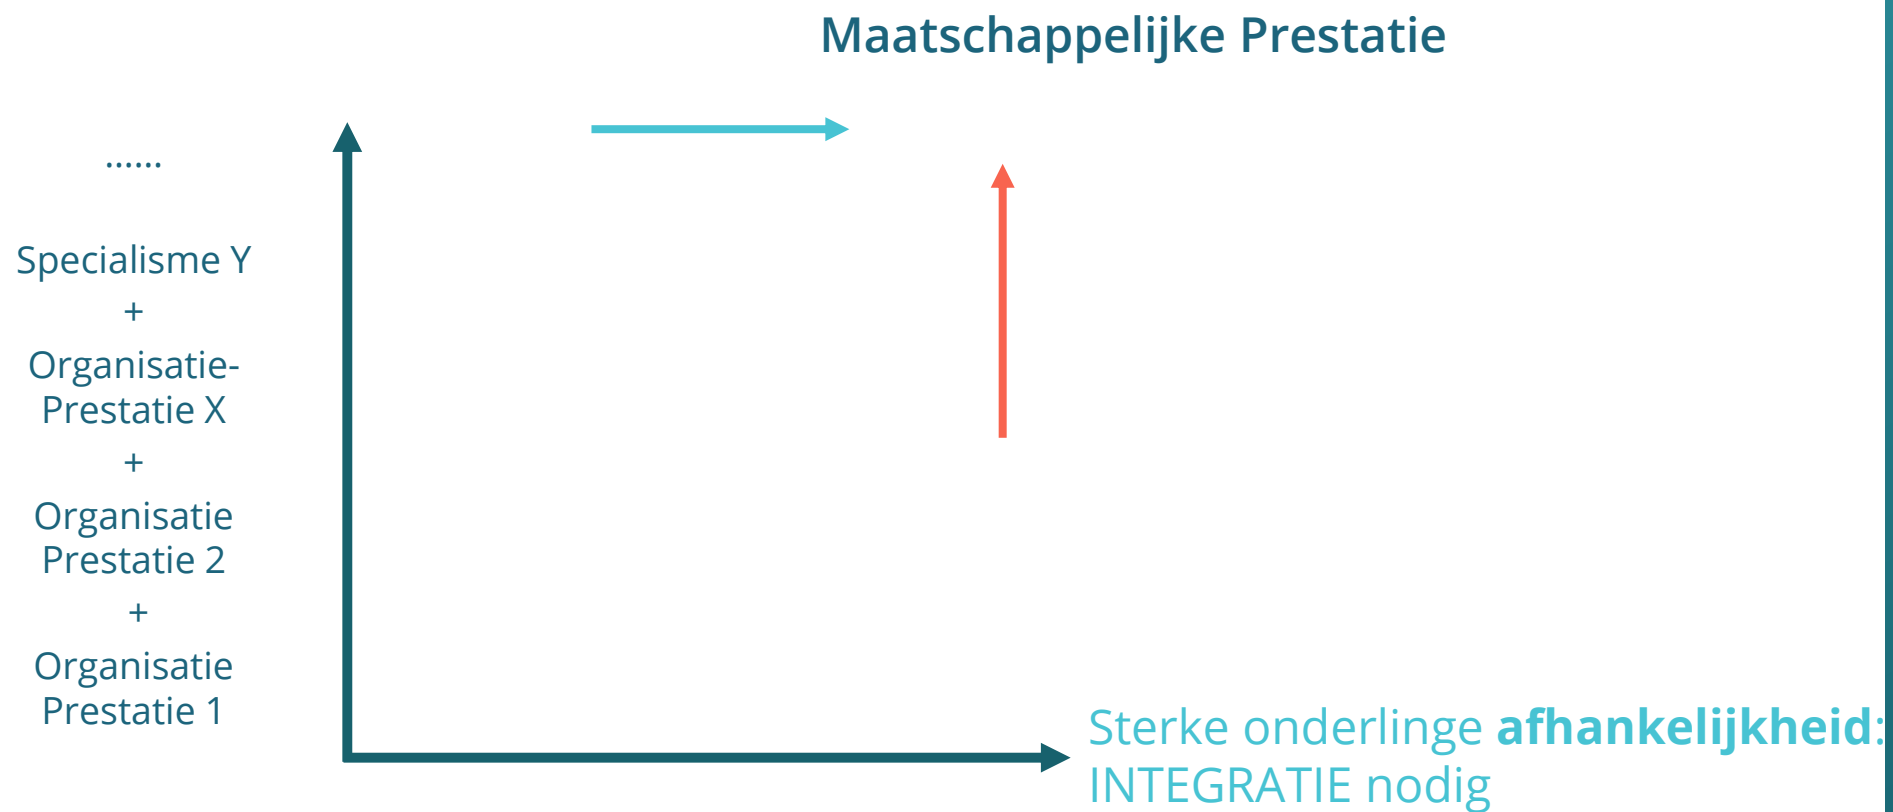 Maatschappelijke Prestatie
......
Specialisme Y
+
Organisatie-
Prestatie X
+
Organisatie
Prestatie 2
+
Organisatie
Prestatie 1
Sterke onderlinge afhankelijkheid:
INTEGRATIE nodig